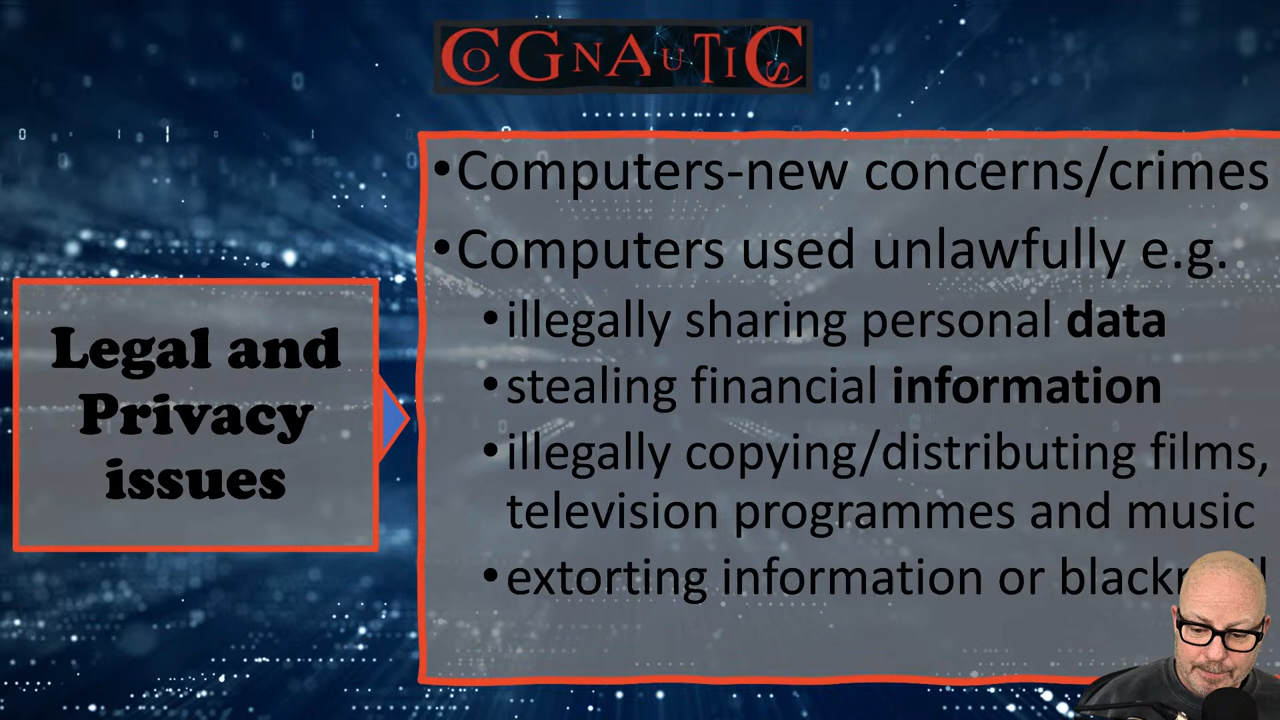 COGNAUTICS
•Computers-new concerns/crimes
•Computers used unlawfully e.g.
•illegally sharing personal data
•stealing financial information
•illegally copying/distributing films,
television programmes and music
•extorting information or
Legal and
Privacy
issues